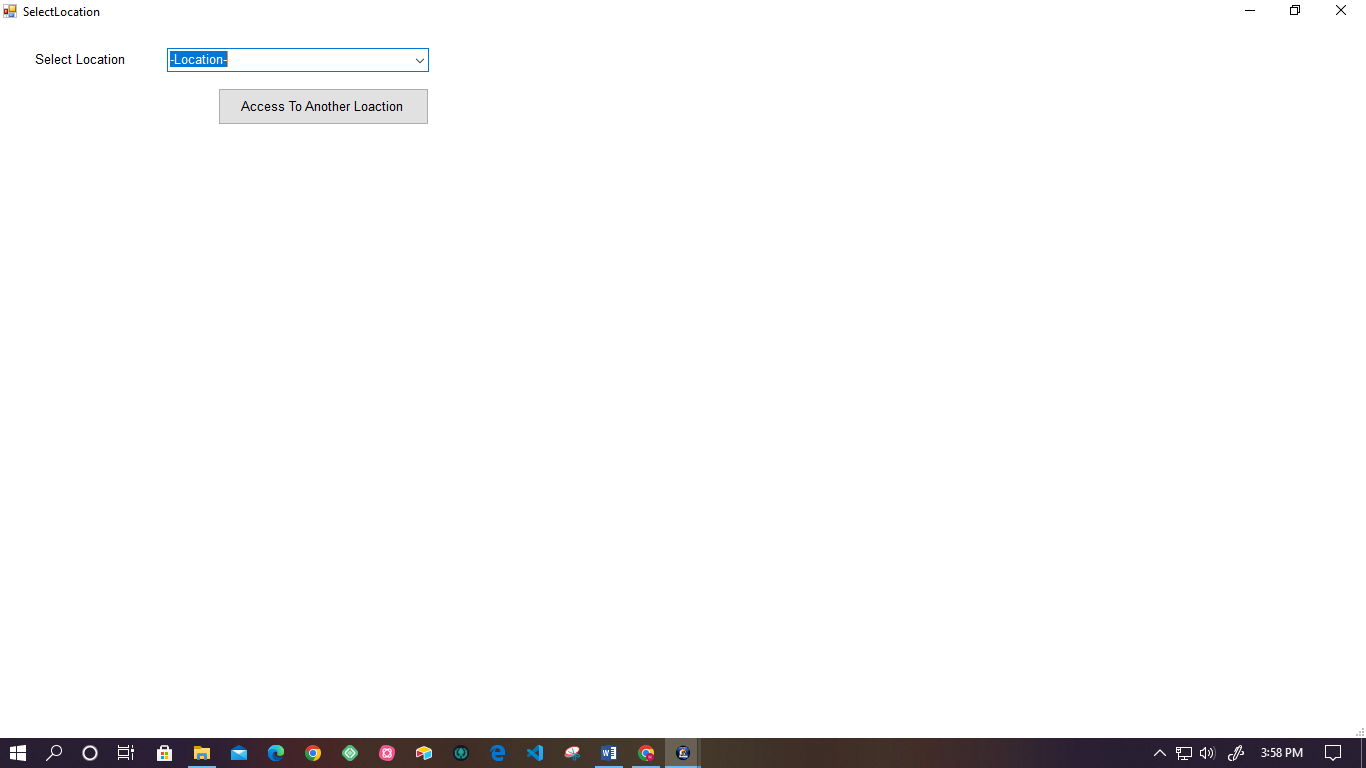 SelectLocation
Select Location
-Location-
Access To Another Loaction
3:58 PM